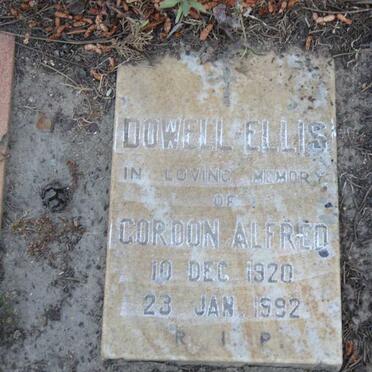 DOWELL ELLIS
IN LOVING MEMORY
OF
GORDON ALFRED
10 DEC 1920
23 JAN 1992
R I P